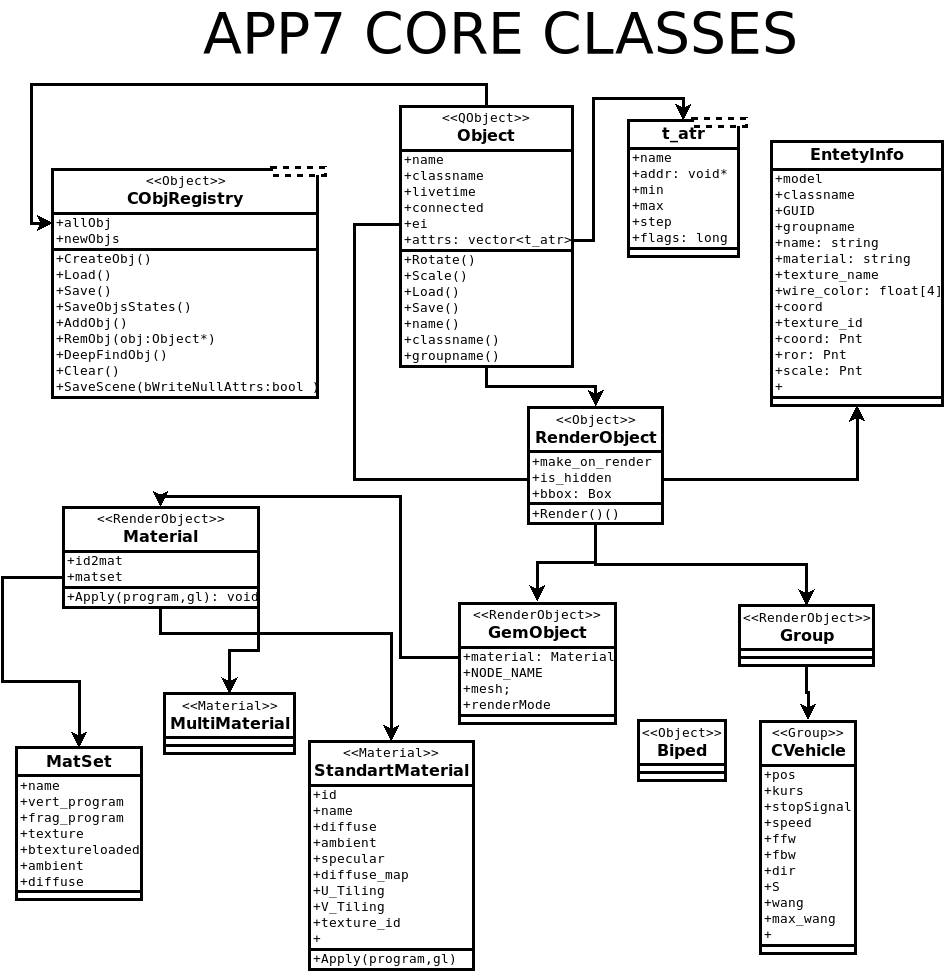 APP7 CORE CLASSES
<<QObject>>
Object
+name
+classname
+livetime
+connected
+ei
+attrs: vector<t_atr>
+Rotate()
+Scale()
+Load()
+Save()
+name()
+classname()
+groupname()
t_atr
+name
+addr: void*
+min
+max
+step
+flags: long
EntetyInfo
+model
+classname
+GUID
+groupname
+name: string
+material: string
+texture_name
+wire_color: float[4]
+coord
+texture_id
+coord: Pnt
+ror: Pnt
+scale: Pnt
+
<<Object>>
CObjRegistry
+allObj
+newObjs
+CreateObj()
+Load()
+Save()
+SaveObjsStates()
+AddObj()
+RemObj(obj:Object*)
+DeepFindObj()
+Clear()
+SaveScene(bWriteNullAttrs:bool )
<<Object>>
RenderObject
+make_on_render
+is_hidden
+bbox: Box
+Render()()
<<RenderObject>>
Material
+id2mat
+matset
+Apply(program,gl): void
<<RenderObject>>
GemObject
+material: Material
+NODE_NAME
+mesh;
+renderMode
<<RenderObject>>
Group
<<Material>>
MultiMaterial
<<Object>>
Biped
<<Group>>
CVehicle
+pos
+kurs
+stopSignal
+speed
+ffw
+fbw
+dir
+S
+wang
+max_wang
+
MatSet
+name
+vert_program
+frag_program
+texture
+btextureloaded
+ambient
+diffuse
<<Material>>
StandartMaterial
+id
+name
+diffuse
+ambient
+specular
+diffuse_map
+U_Tiling
+V_Tiling
+texture_id
+
+Apply(program,gl)